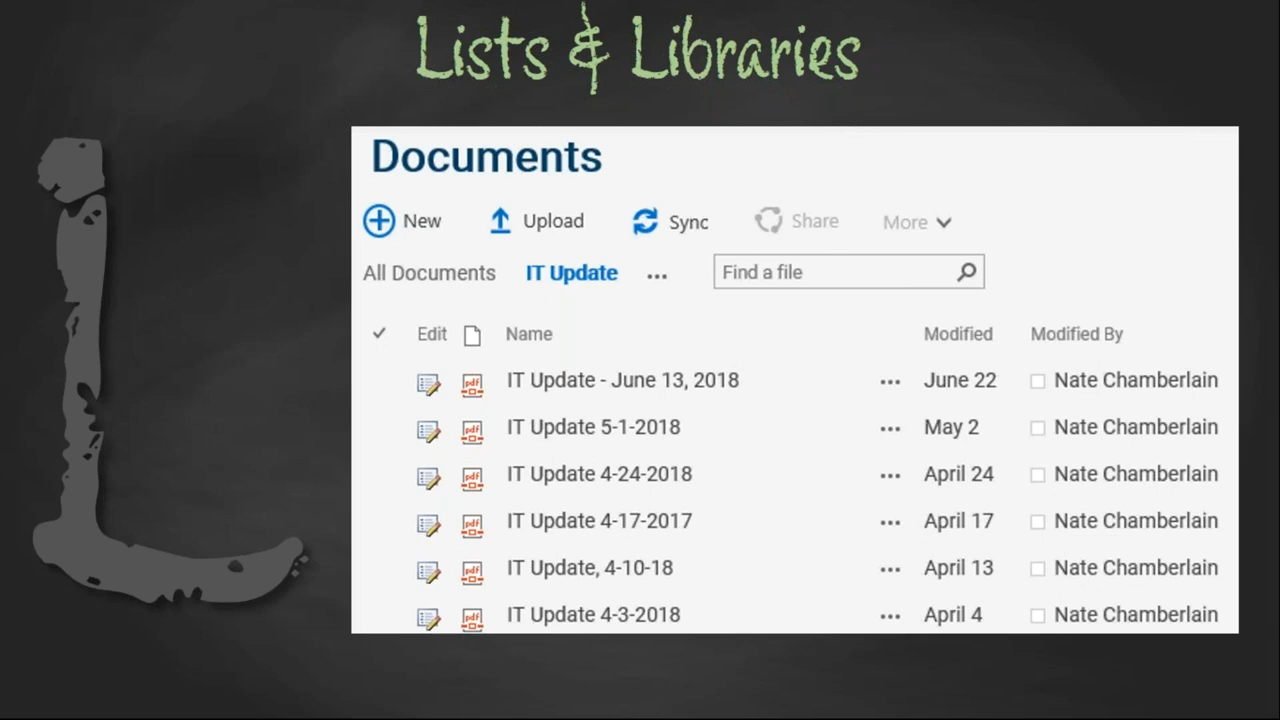 Lists & Libraries
L
Documents
New Upload Sync Share More
All Documents IT Update ... Find a file
Edit Name Modified Modified By
IT Update - June 13, 2018 ... June 22 Nate Chamberlain
IT Update 5-1-2018 ... May 2 Nate Chamberlain
IT Update 4-24-2018 ... April 24 Nate Chamberlain
IT Update 4-17-2017 ... April 17 Nate Chamberlain
IT Update, 4-10-18 ... April 13 Nate Chamberlain
IT Update 4-3-2018 ... April 4 Nate Chamberlain